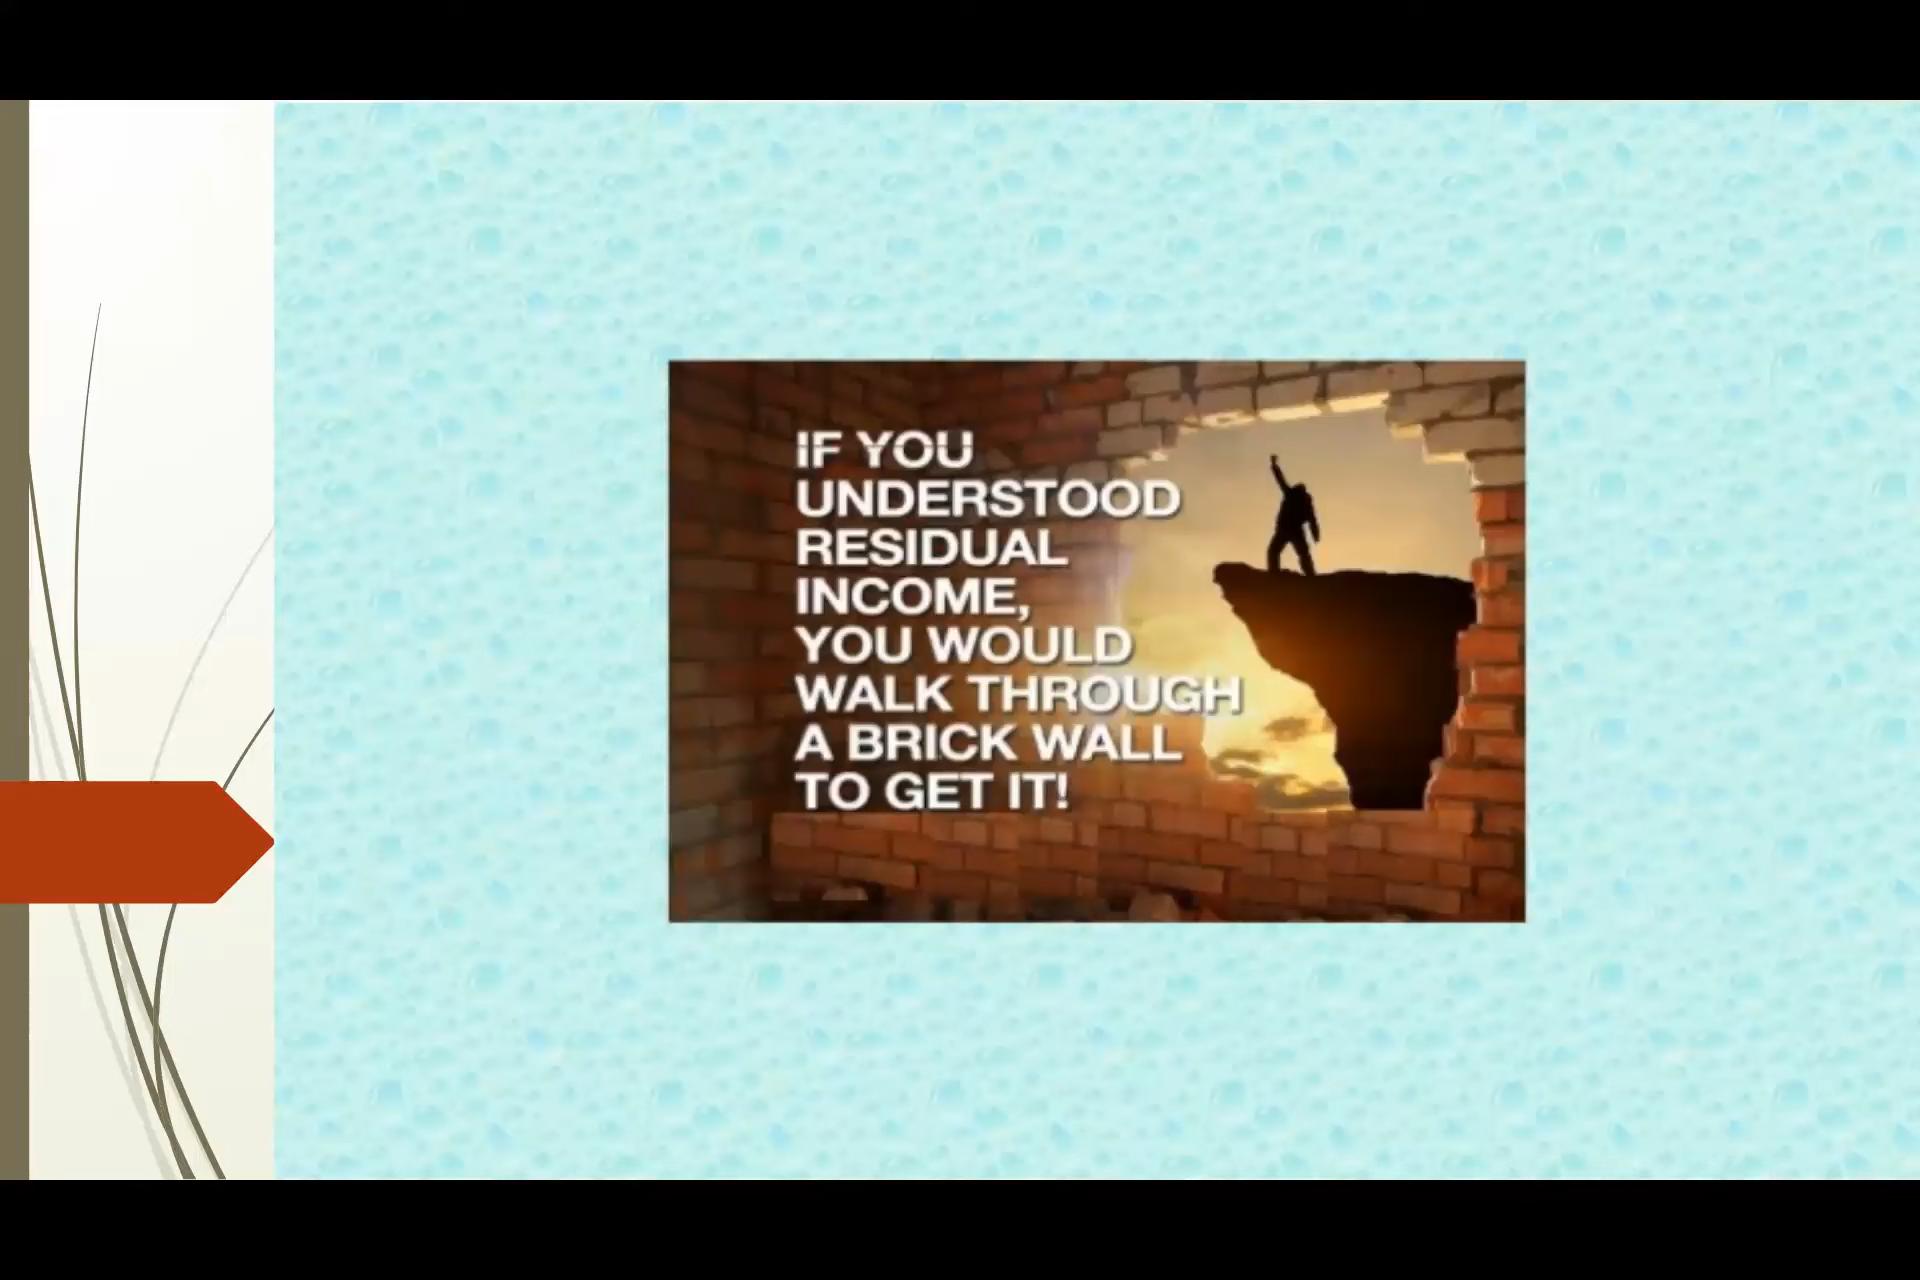 IF YOU
UNDERSTOOD
RESIDUAL
INCOME,
YOU WOULD
WALK THROUGH
A BRICK WALL
TO GET IT!